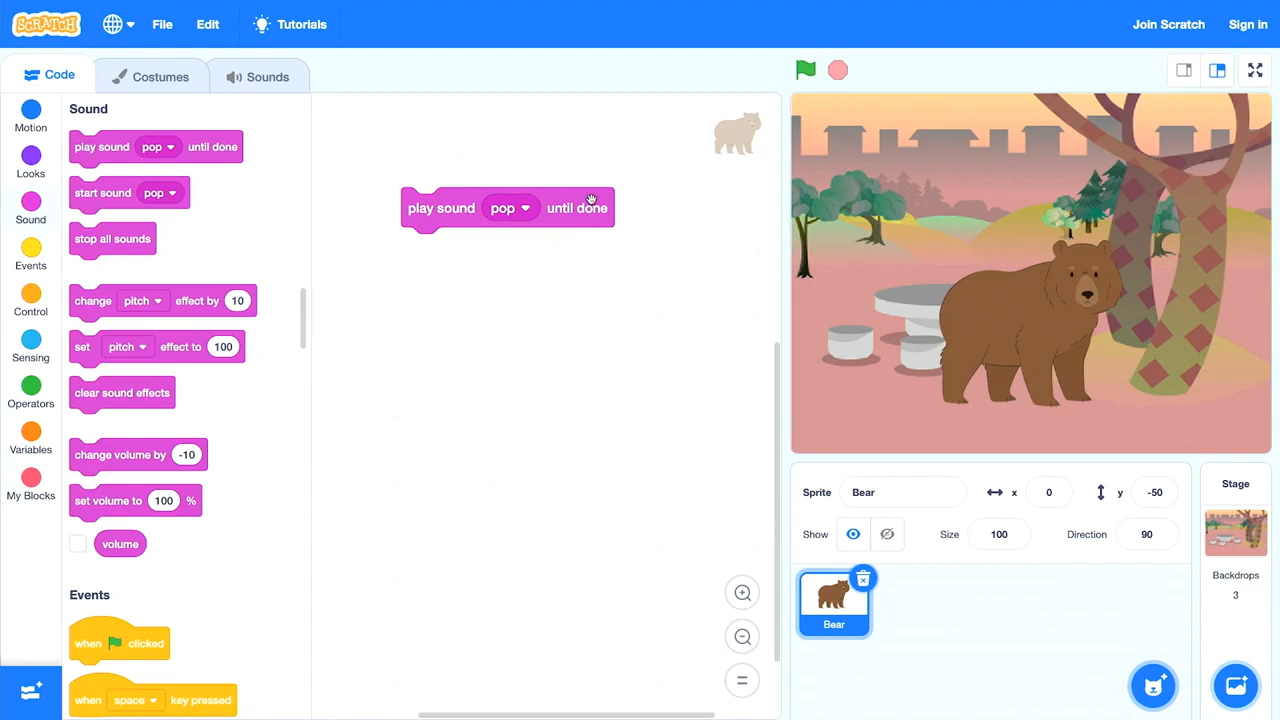 SCRATCH File Edit Tutorials Join Scratch Sign in
Code Costumes Sounds
Motion
Looks
Sound
Events
Control
Sensing
Operators
Variables
My Blocks
Sound
play sound pop until done
start sound pop
stop all sounds
change pitch effect by 10
set pitch effect to 100
clear sound effects
change volume by -10
set volume to 100 %
volume
Events
when clicked
when space key pressed
play sound pop until done
Sprite Bear x 0 y -50
Show Size 100 Direction 90
Bear
Stage
Backdrops
3